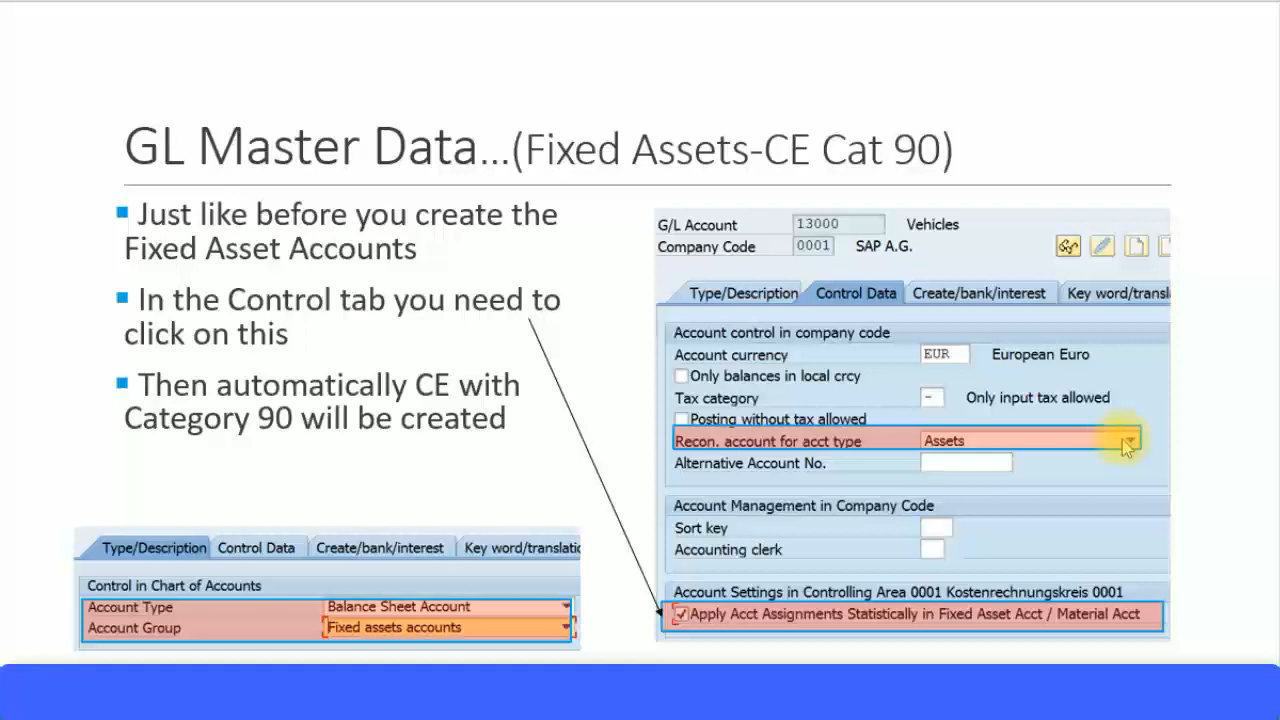 GL Master Data...(Fixed Assets-CE Cat 90)
Just like before you create the
Fixed Asset Accounts
In the Control tab you need to
click on this
Then automatically CE with
Category 90 will be created
G/L Account 13000 Vehicles
Company Code 0001 SAP A.G.
Type/Description Control Data Create/bank/interest Key word/transl
Account control in company code
Account currency EUR European Euro
Only balances in local crcy
Tax category - Only input tax allowed
Posting without tax allowed
Recon. account for acct type Assets
Alternative Account No.
Account Management in Company Code
Sort key
Accounting clerk
Account Settings in Controlling Area 0001 Kostenrechnungskreis 0001
Apply Acct Assignments Statistically in Fixed Asset Acct / Material Acct
Type/Description Control Data Create/bank/interest Key word/translatio
Control in Chart of Accounts
Account Type Balance Sheet Account
Account Group Fixed assets accounts